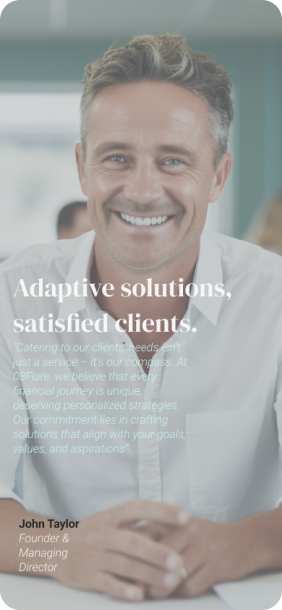 Adaptive solutions,
satisfied clients.
"Catering to our clients' needs isn't
just a service – it's our compass. At
08Flare, we believe that every
financial journey is unique,
deserving personalized strategies.
Our commitment lies in crafting
solutions that align with your goals,
values, and aspirations"
John Taylor
Founder &
Managing
Director